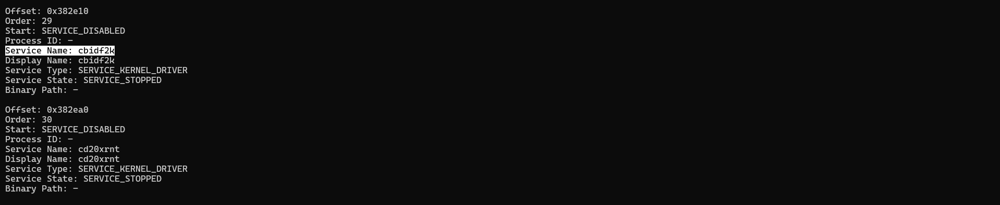 Offset: 0x382e10
Order: 29
Start: SERVICE_DISABLED
Process ID: -
Service Name: cbidf2k
Display Name: cbidf2k
Service Type: SERVICE_KERNEL_DRIVER
Service State: SERVICE_STOPPED
Binary Path: -
Offset: 0x382ea0
Order: 30
Start: SERVICE_DISABLED
Process ID: -
Service Name: cd20xrnt
Display Name: cd20xrnt
Service Type: SERVICE_KERNEL_DRIVER
Service State: SERVICE_STOPPED
Binary Path: -